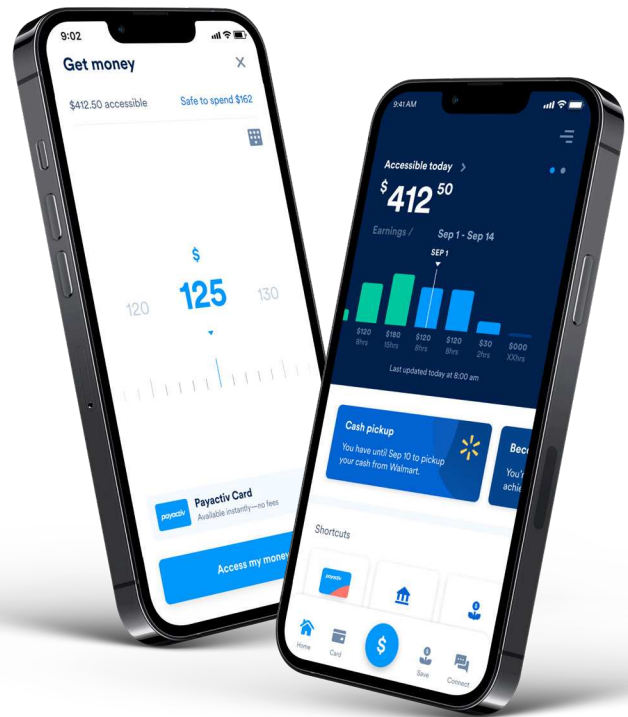 9:02
Get money
$412.50 accessible
Safe to spend $162
$
120
125
130
payactiv
Payactiv Card
Available instantly—no fees
Access my money
9:41 AM
Accessible today
$412 50
Earnings /
Sep 1 - Sep 14
SEP 1
$120 $180 $120 $120 $30 $000
8hrs 15hrs 8hrs 8hrs 2hrs XXhrs
Last updated today at 8:00 am
Cash pickup
You have until Sep 10 to pickup
your cash from Walmart.
Shortcuts
payactiv
$
Home
Card
Save
Connect